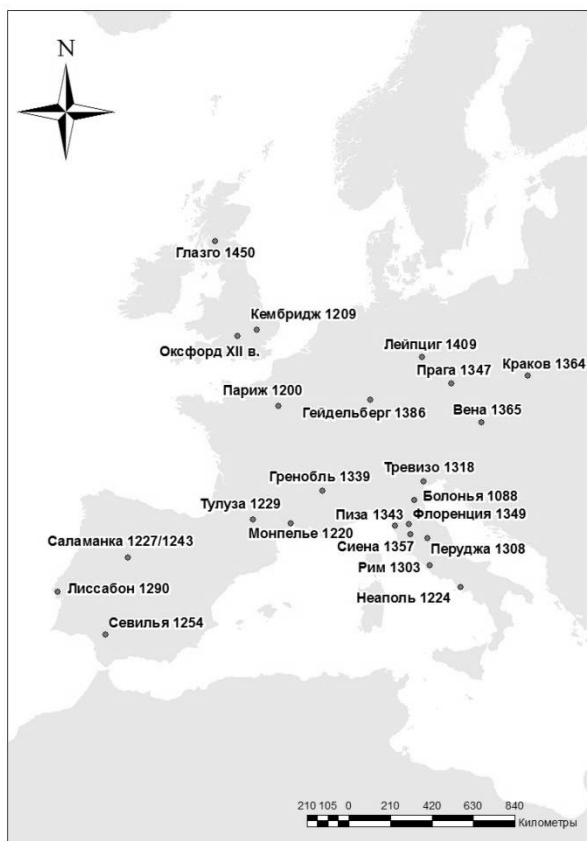 N
Глазго 1450
Кембридж 1209
Оксфорд XII в.
Лейпциг 1409
Краков 1364
Прага 1347
Париж 1200
Гейдельберг 1386
Вена 1365
Тревизо 1318
Гренобль 1339
Болонья 1088
Тулуза 1229
Пиза 1343
Флоренция 1349
Монпелье 1220
Сиена 1357
Перуджа 1308
Саламанка 1227/1243
Рим 1303
Лиссабон 1290
Неаполь 1224
Севилья 1254
210 105 0 210 420 630 840
Километры